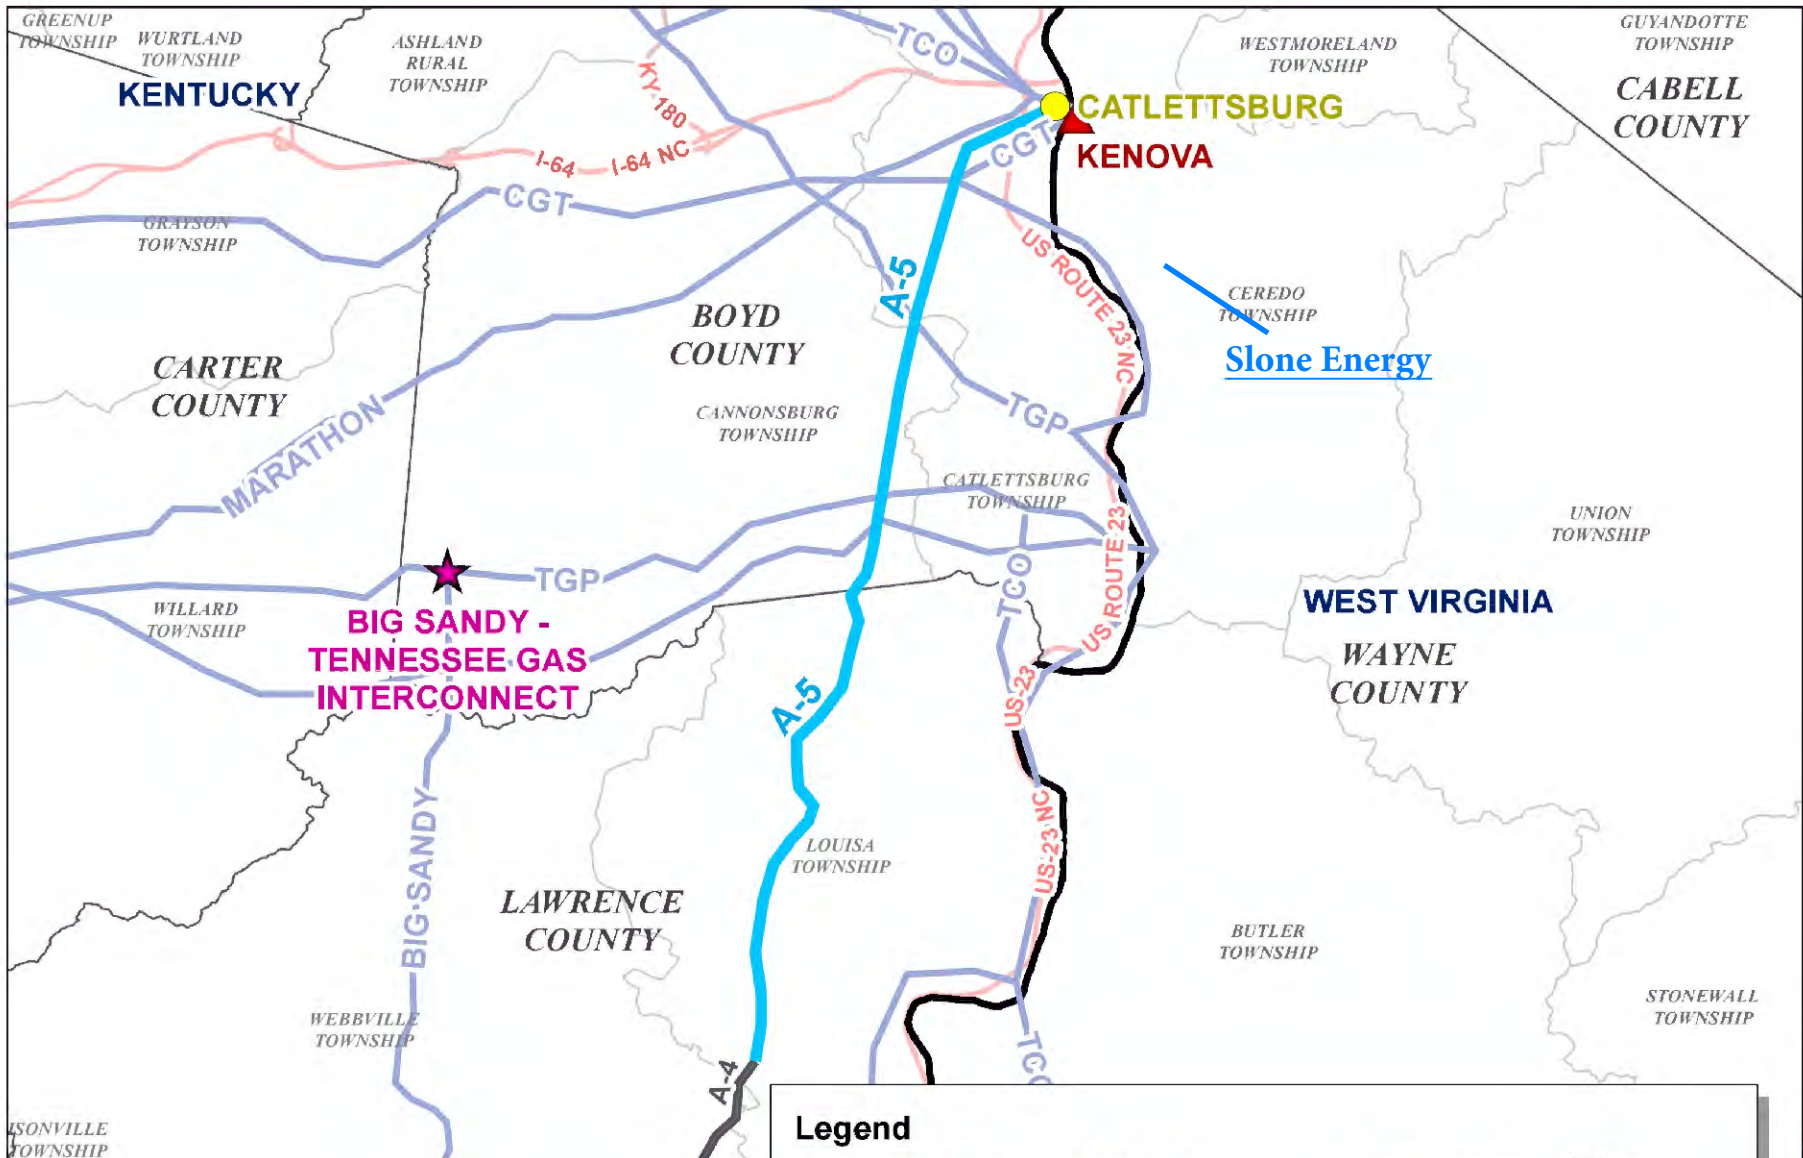 GREENUP
TOWNSHIP
WURTLAND
TOWNSHIP
ASHLAND
RURAL
TOWNSHIP
KENTUCKY
KY-180
TCO
WESTMORELAND
TOWNSHIP
GUYANDOTTE
TOWNSHIP
CABELL
COUNTY
CATLETTSBURG
KENOVA
CGT
I-64
I-64 NC
CGT
GRAYSON
TOWNSHIP
A-5
US ROUTE 23 NC
CEREDO
TOWNSHIP
Slone Energy
BOYD
COUNTY
CARTER
COUNTY
MARATHON
CANNONSBURG
TOWNSHIP
TGP
CATLETTSBURG
TOWNSHIP
UNION
TOWNSHIP
US ROUTE 23
TGP
TCO
WILLARD
TOWNSHIP
BIG SANDY -
TENNESSEE GAS
INTERCONNECT
WEST VIRGINIA
WAYNE
COUNTY
A-5
US-23
US-23 NC
BIG SANDY
LOUISA
TOWNSHIP
LAWRENCE
COUNTY
BUTLER
TOWNSHIP
WEBBVILLE
TOWNSHIP
STONEWALL
TOWNSHIP
TCO
A-4
ISONVILLE
TOWNSHIP
Legend